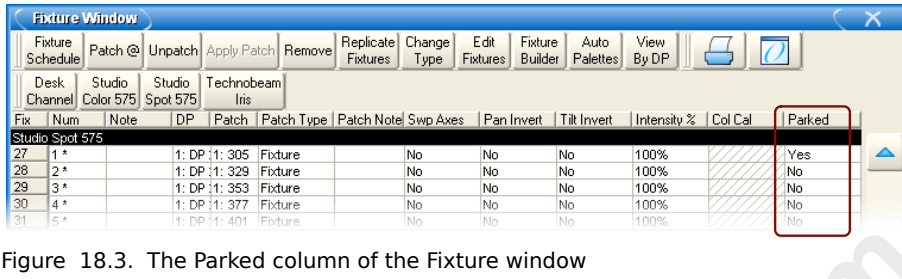 Fixture Window
Fixture Schedule Patch @ Unpatch Apply Patch Remove Replicate Fixtures Change Type Edit Fixtures Fixture Builder Auto Palettes View By DP
Desk Channel Studio Color 575 Studio Spot 575 Technobeam Iris
Fix Num Note DP Patch Patch Type Patch Note Swp Axes Pan Invert Tilt Invert Intensity % Col Cal Parked
Studio Spot 575
27 1 * 1: DP 1: 305 Fixture No No No 100% Yes
28 2 * 1: DP 1: 329 Fixture No No No 100% No
29 3 * 1: DP 1: 353 Fixture No No No 100% No
30 4 * 1: DP 1: 377 Fixture No No No 100% No
31 5 * 1: DP 1: 401 Fixture No No No 100% No
Figure 18.3. The Parked column of the Fixture window